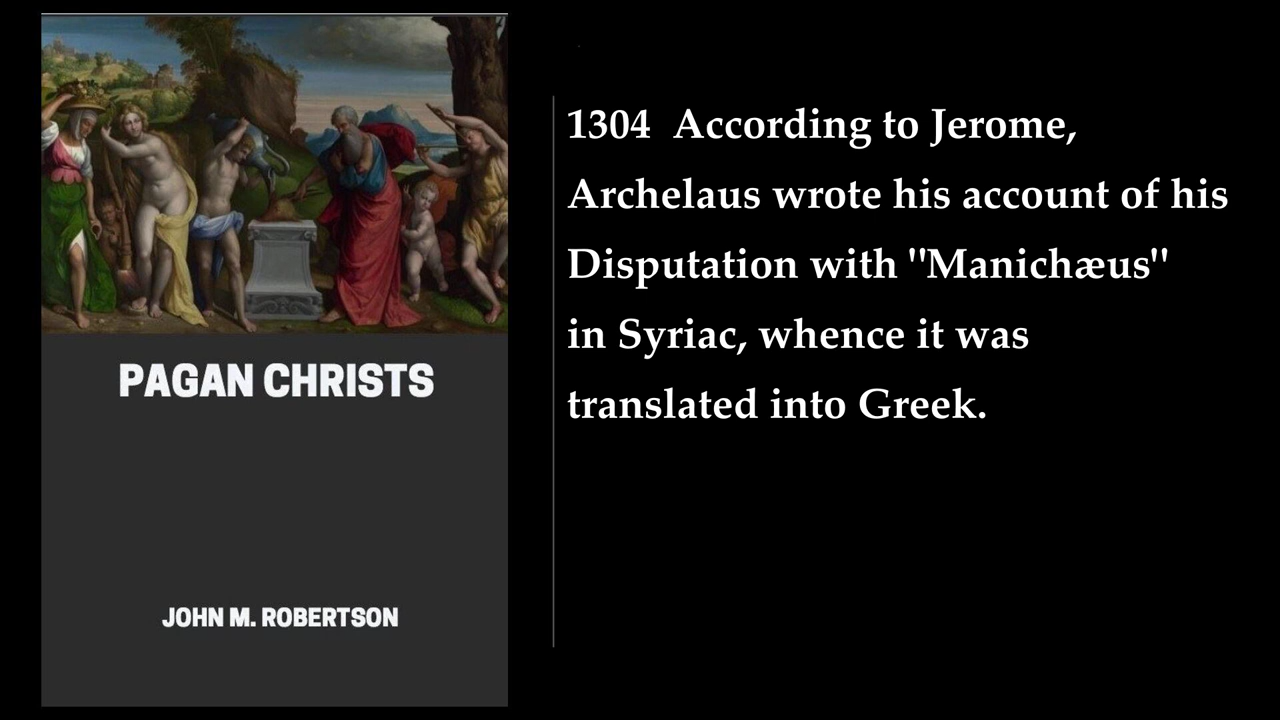 PAGAN CHRISTS
JOHN M. ROBERTSON
1304  According to Jerome,
Archelaus wrote his account of his
Disputation with "Manichæus"
in Syriac, whence it was
translated into Greek.